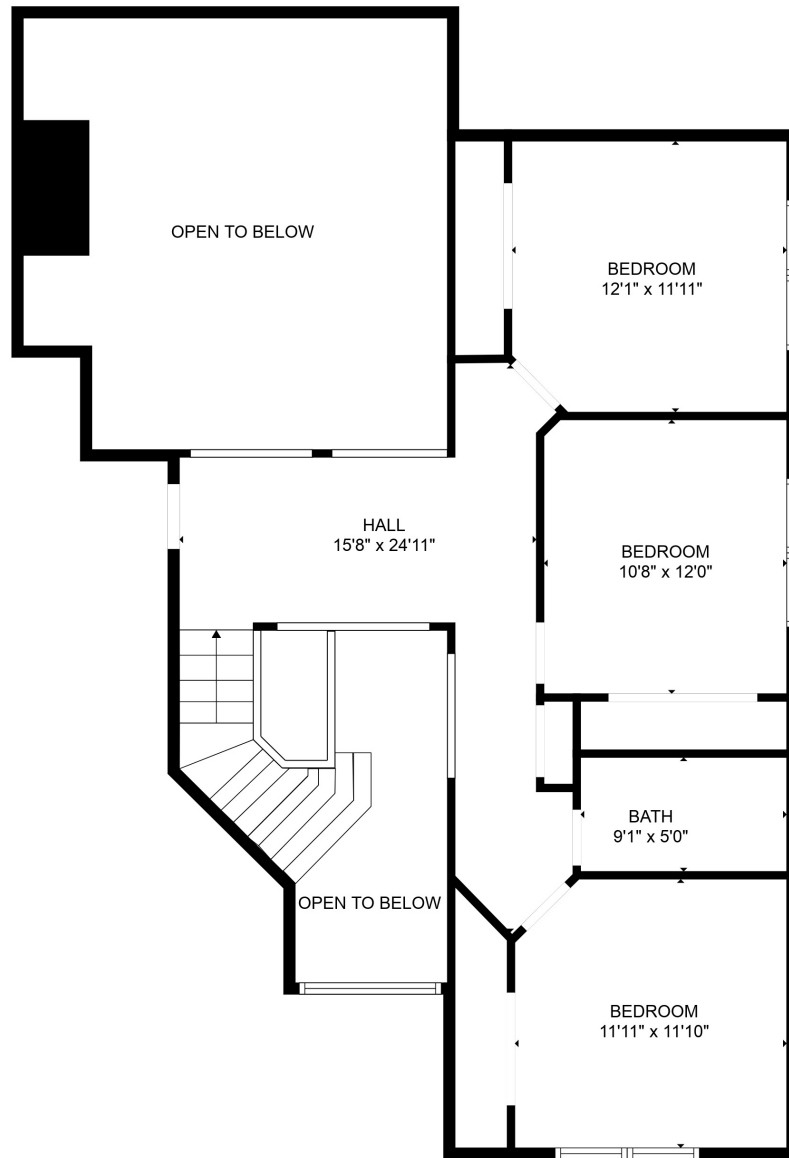 OPEN TO BELOW
BEDROOM
12'1" x 11'11"
HALL
15'8" x 24'11"
BEDROOM
10'8" x 12'0"
BATH
9'1" x 5'0"
OPEN TO BELOW
BEDROOM
11'11" x 11'10"